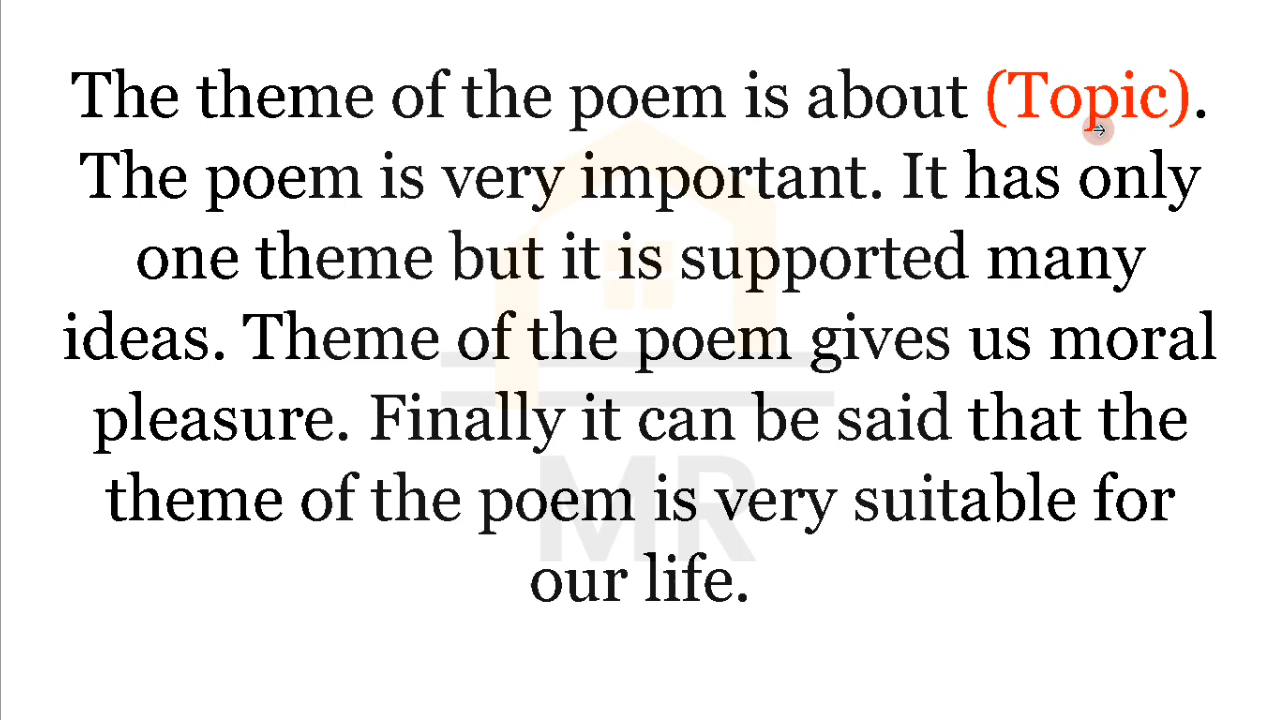 The theme of the poem is about (Topic).
The poem is very important. It has only
one theme but it is supported many
ideas. Theme of the poem gives us moral
pleasure. Finally it can be said that the
theme of the poem is very suitable for
our life.
MR